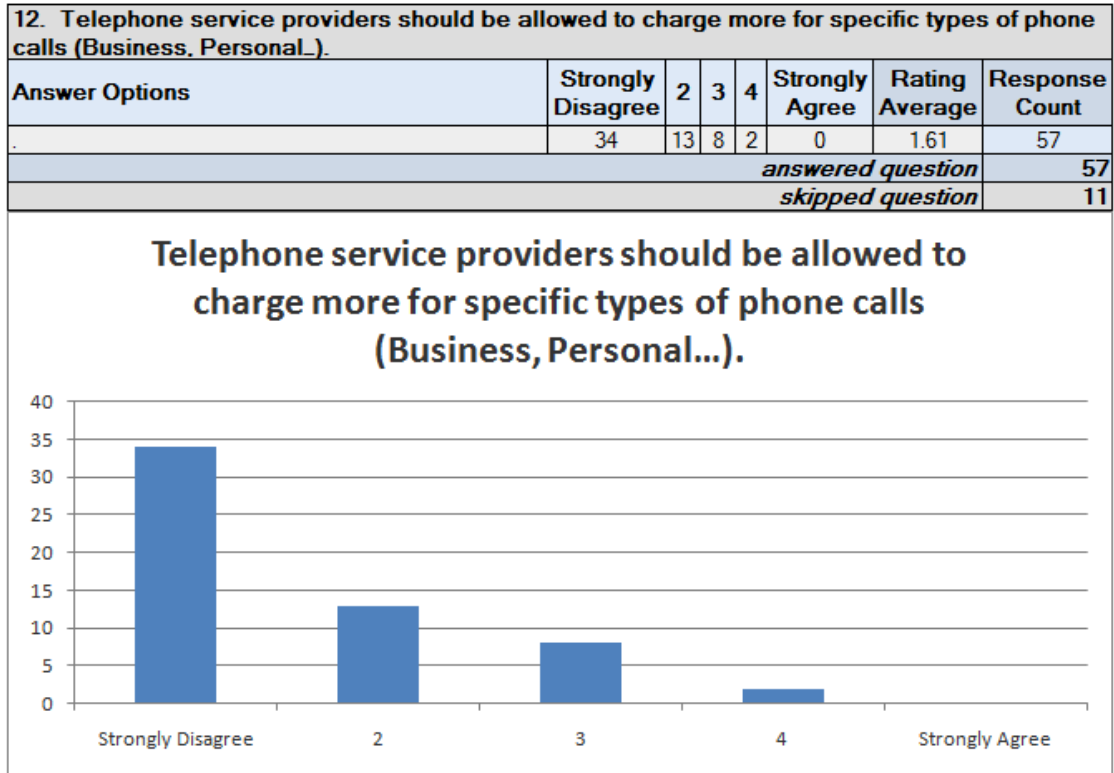 12. Telephone service providers should be allowed to charge more for specific types of phone
calls (Business, Personal…).
Answer Options Strongly Disagree 2 3 4 Strongly Agree Rating Average Response Count
. 34 13 8 2 0 1.61 57
answered question 57
skipped question 11
Telephone service providers should be allowed to
charge more for specific types of phone calls
(Business, Personal...).
40
35
30
25
20
15
10
5
0
Strongly Disagree 2 3 4 Strongly Agree